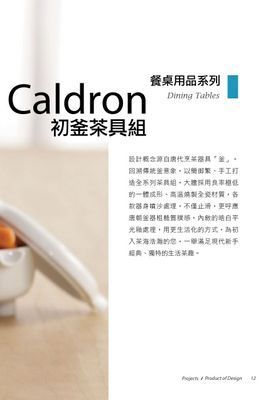 餐桌用品系列
Dining Tables
Caldron
初釜茶具組
設計概念源自唐代烹茶器具「釜」，
回溯傳統釜意象，以簡御繁，手工打
造全系列茶具組。大膽採用良率極低
的一體成形、高溫燒製全瓷材質，各
款器身噴沙處理，不僅止滑，更呼應
唐朝釜器粗糙質樸感，內斂的皓白平
光釉處理，用更生活化的方式，為初
入茶海浩瀚的您，一舉滿足現代新手
經典、獨特的生活茶趣。
Projects / Product of Design 12